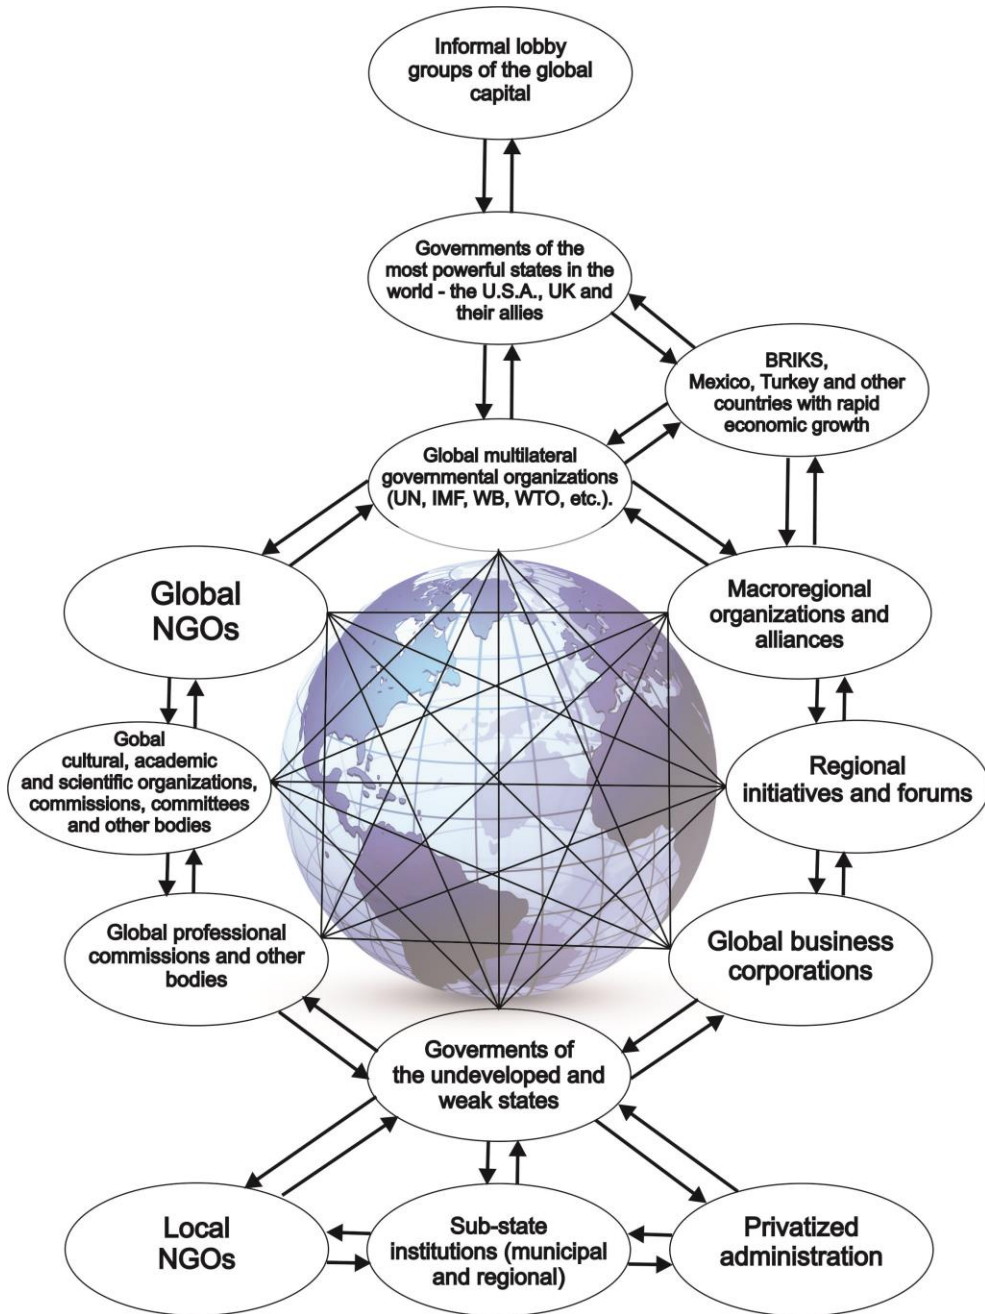 Informal lobby
groups of the global
capital
Governments of the
most powerful states in the
world - the U.S.A., UK and
their allies
BRIKS,
Mexico, Turkey and other
countries with rapid
economic growth
Global multilateral
governmental organizations
(UN, IMF, WB, WTO, etc.).
Global
NGOs
Macroregional
organizations and
alliances
Gobal
cultural, academic
and scientific organizations,
commissions, committees
and other bodies
Regional
initiatives and forums
Global professional
commissions and other
bodies
Global business
corporations
Goverments of
the undeveloped and
weak states
Local
NGOs
Sub-state
institutions (municipal
and regional)
Privatized
administration